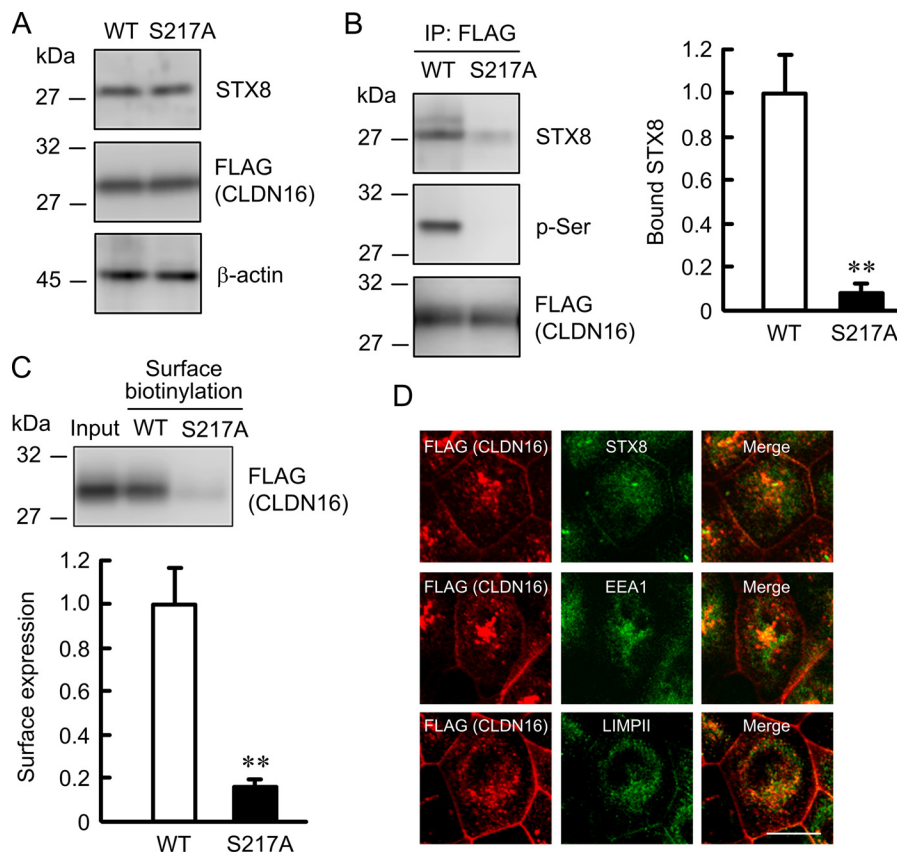 A
WT S217A
kDa
27
STX8
32
27
FLAG
(CLDN16)
45
β-actin
B
IP: FLAG
WT S217A
kDa
27
STX8
32
27
p-Ser
32
27
FLAG
(CLDN16)
Bound STX8
1.2
1.0
0.8
0.6
0.4
0.2
0
**
WT S217A
C
Surface
biotinylation
kDa
Input WT S217A
32
27
FLAG
(CLDN16)
Surface expression
1.2
1.0
0.8
0.6
0.4
0.2
0
**
WT S217A
D
FLAG (CLDN16) STX8 Merge
FLAG (CLDN16) EEA1 Merge
FLAG (CLDN16) LIMPII Merge